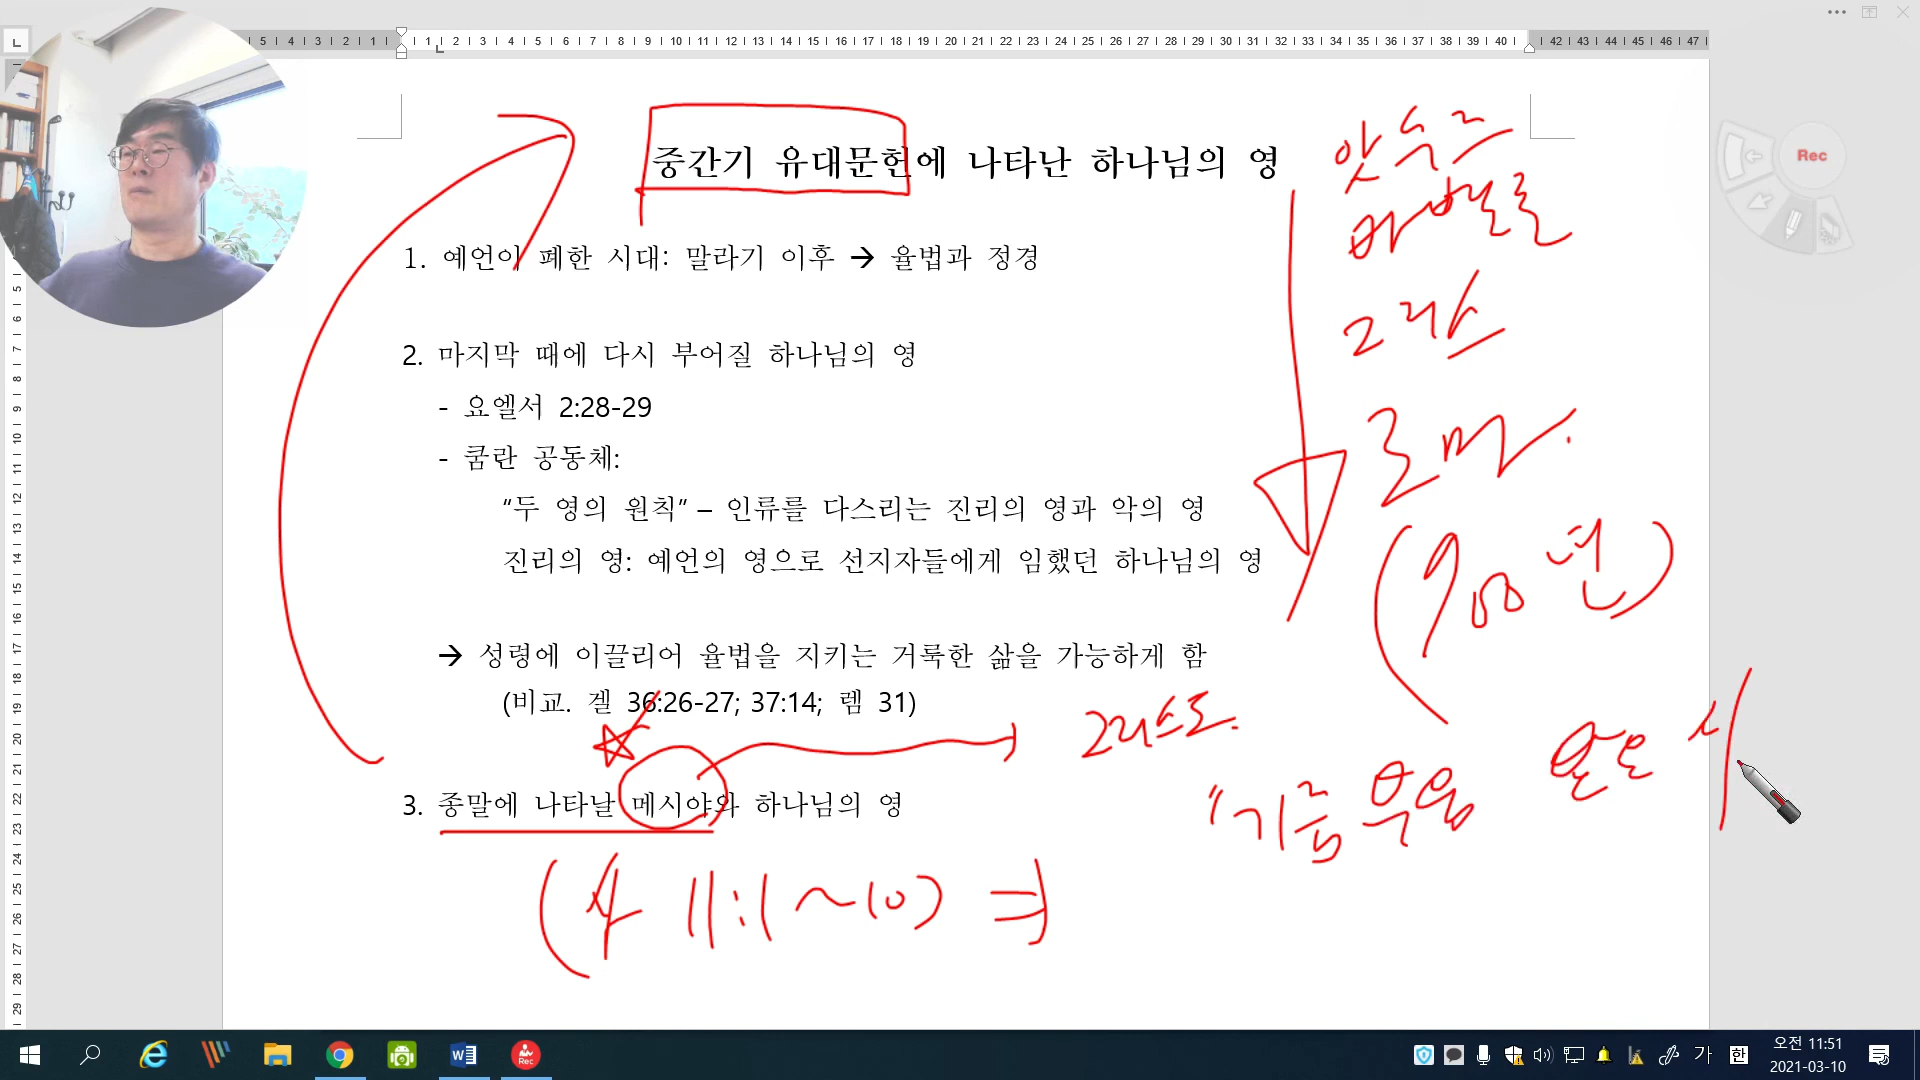 중간기 유대문헌에 나타난 하나님의 영
1. 예언이 폐한 시대: 말라기 이후 → 율법과 정경
2. 마지막 때에 다시 부어질 하나님의 영
- 요엘서 2:28-29
- 쿰란 공동체:
“두 영의 원칙” – 인류를 다스리는 진리의 영과 악의 영
진리의 영: 예언의 영으로 선지자들에게 임했던 하나님의 영
→ 성령에 이끌리어 율법을 지키는 거룩한 삶을 가능하게 함
(비교. 겔 36:26-27; 37:14; 렘 31)
3. 종말에 나타날 메시야와 하나님의 영
(사 11:1~10) ⇒
앗수르
바벨론
그리스
로마.
(900년)
그리스도.
"기름 부음 받은
Rec
Rec
가
한
오전 11:51
2021-03-10